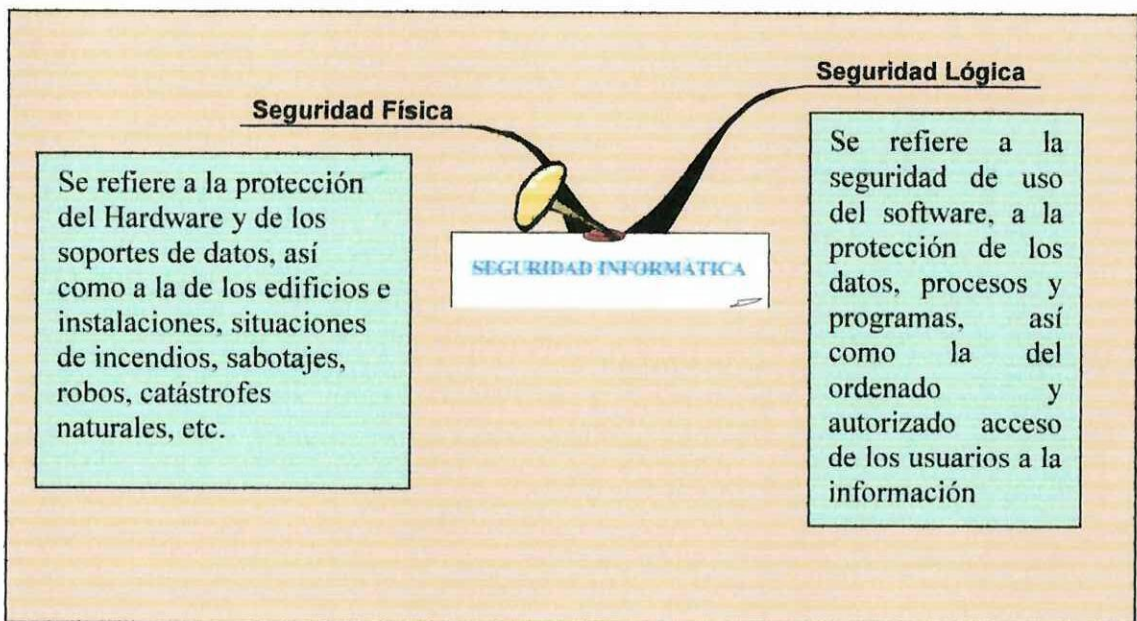 Seguridad Física
Se refiere a la protección
del Hardware y de los
soportes de datos, así
como a la de los edificios e
instalaciones, situaciones
de incendios, sabotajes,
robos, catástrofes
naturales, etc.
SEGURIDAD INFORMÀTICA
Seguridad Lógica
Se refiere a la
seguridad de uso
del software, a la
protección de los
datos, procesos y
programas, así
como la del
ordenado y
autorizado acceso
de los usuarios a la
información